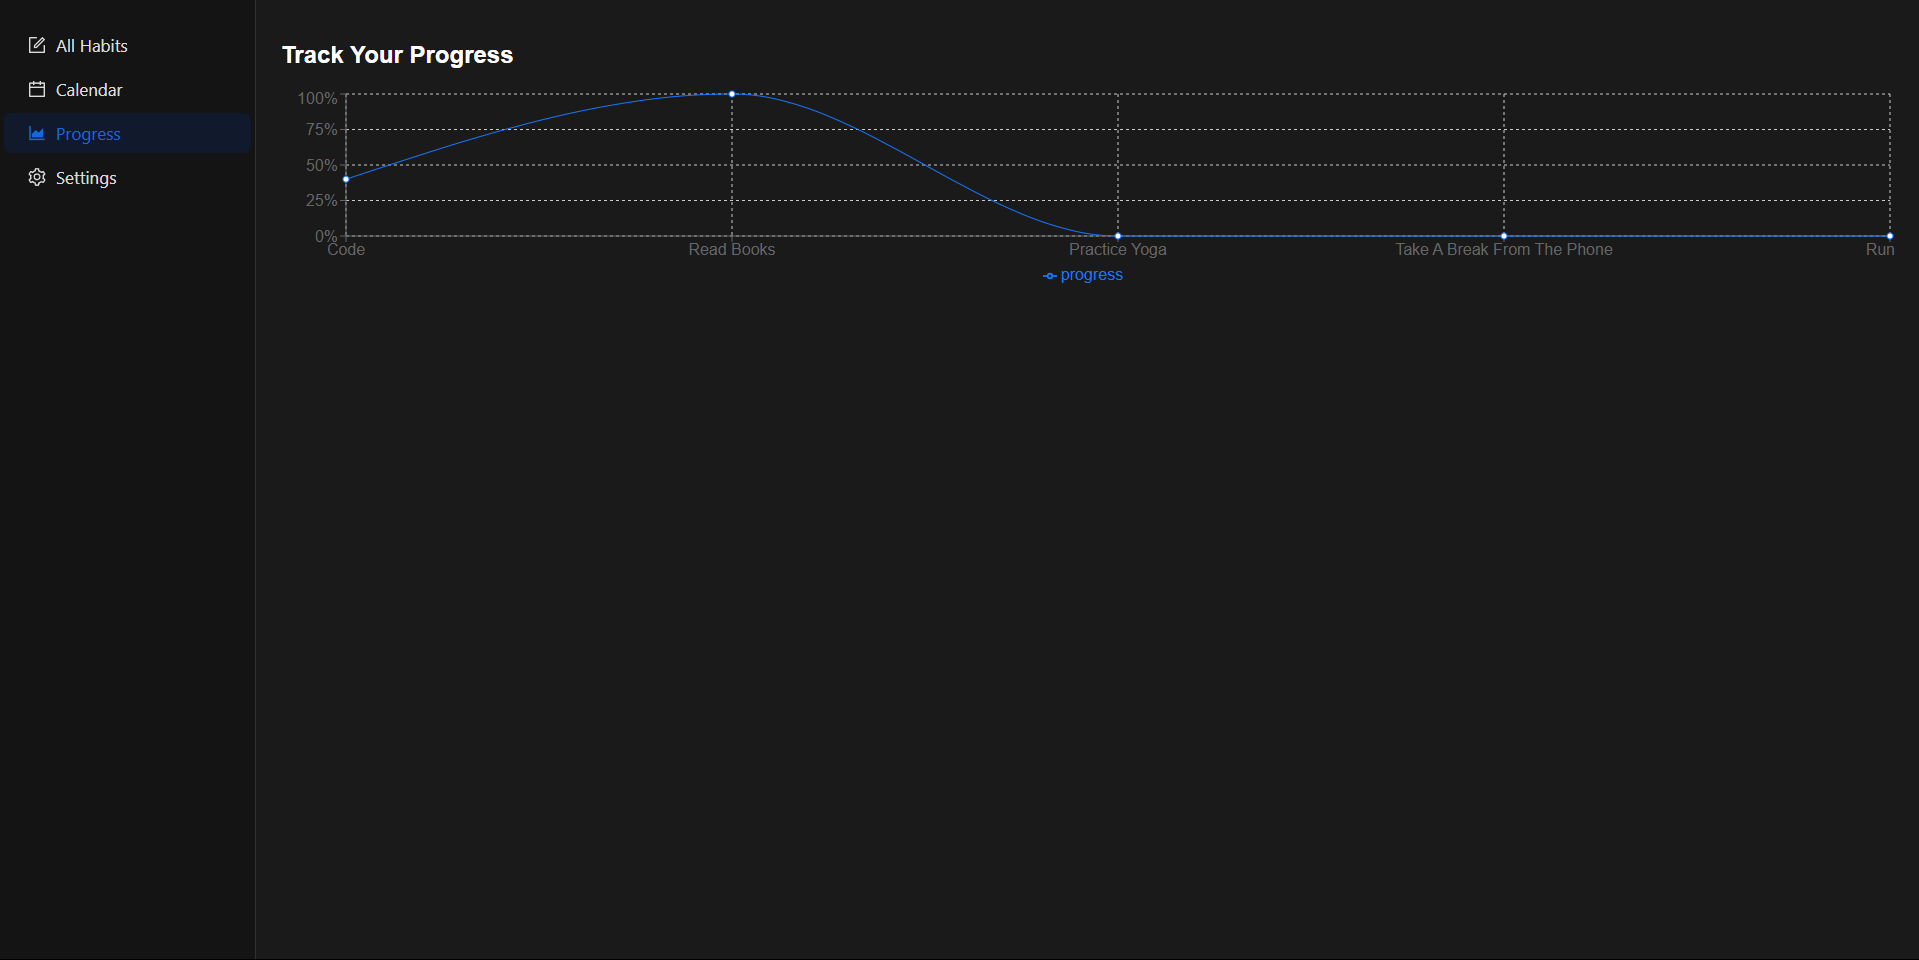 All Habits
Calendar
Progress
Settings
Track Your Progress
100%
75%
50%
25%
0%
Code
Read Books
Practice Yoga
Take A Break From The Phone
Run
progress